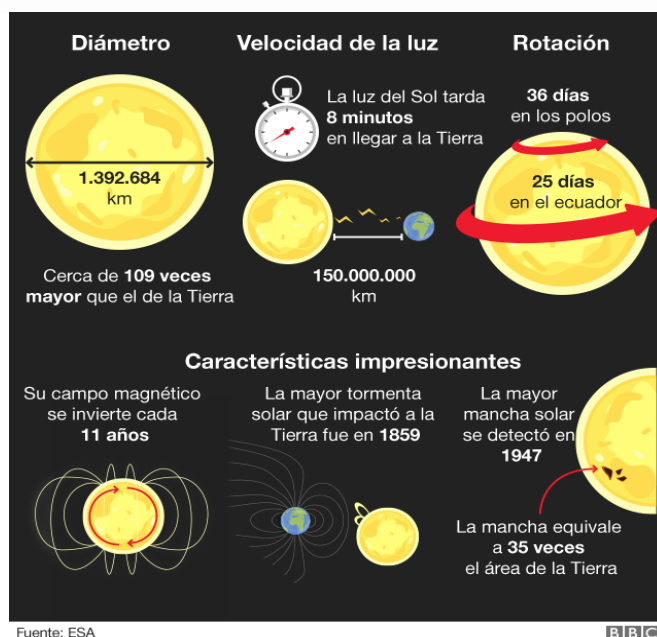 Diámetro
1.392.684
km
Cerca de 109 veces
mayor que el de la Tierra
Velocidad de la luz
La luz del Sol tarda
8 minutos
en llegar a la Tierra
150.000.000
km
Rotación
36 días
en los polos
25 días
en el ecuador
Características impresionantes
Su campo magnético
se invierte cada
11 años
La mayor tormenta
solar que impactó a la
Tierra fue en 1859
La mayor
mancha solar
se detectó en
1947
La mancha equivale
a 35 veces
el área de la Tierra
Fuente: ESA
BBC